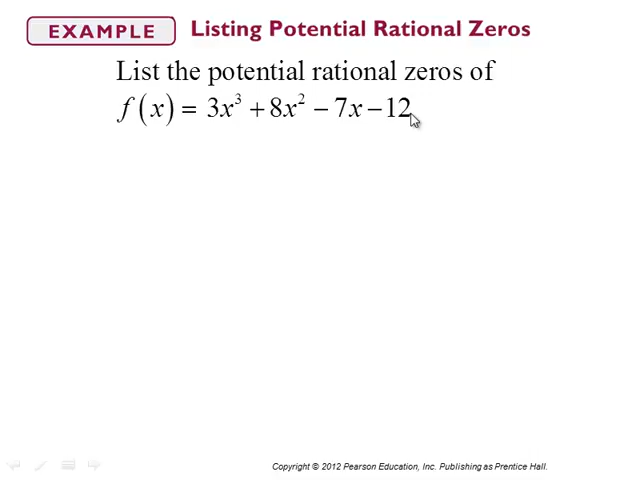 EXAMPLE
Listing Potential Rational Zeros
List the potential rational zeros of
f(x) = 3x³ + 8x² − 7x − 12
Copyright © 2012 Pearson Education, Inc. Publishing as Prentice Hall.